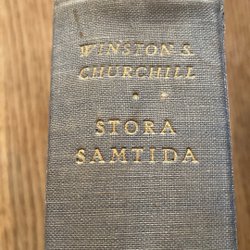 WINSTON S.
CHURCHILL
•
STORA
SAMTIDA